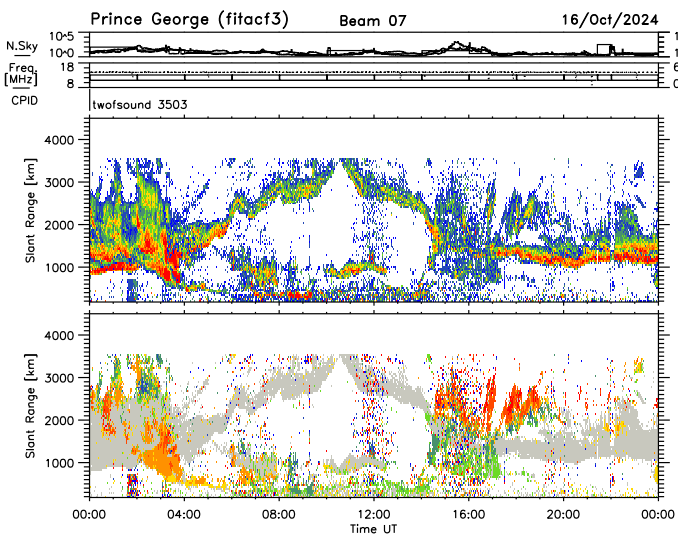 Prince George (fitacf3) Beam 07 16/Oct/2024
N.Sky 10^5 10^0
Freq. [MHz] 18 8
CPID
twofsound 3503
Slant Range [km] 4000 3000 2000 1000
Slant Range [km] 4000 3000 2000 1000
00:00 04:00 08:00 12:00 16:00 20:00 00:00
Time UT